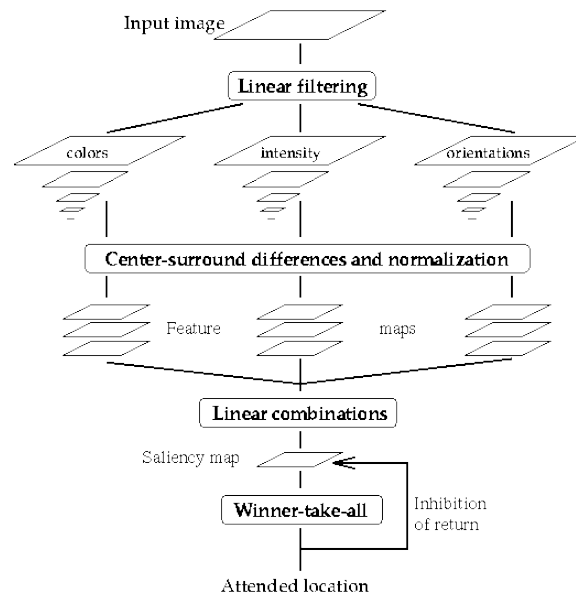 Input image
Linear filtering
colors
intensity
orientations
Center-surround differences and normalization
Feature
maps
Linear combinations
Saliency map
Winner-take-all
Inhibition
of return
Attended location